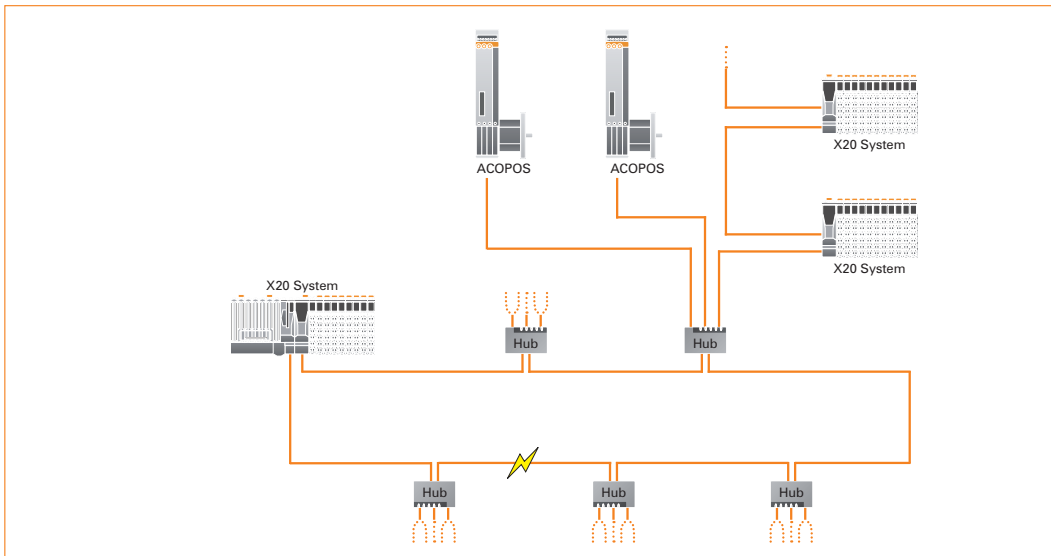 ACOPOS
ACOPOS
X20 System
X20 System
X20 System
Hub
Hub
Hub
Hub
Hub